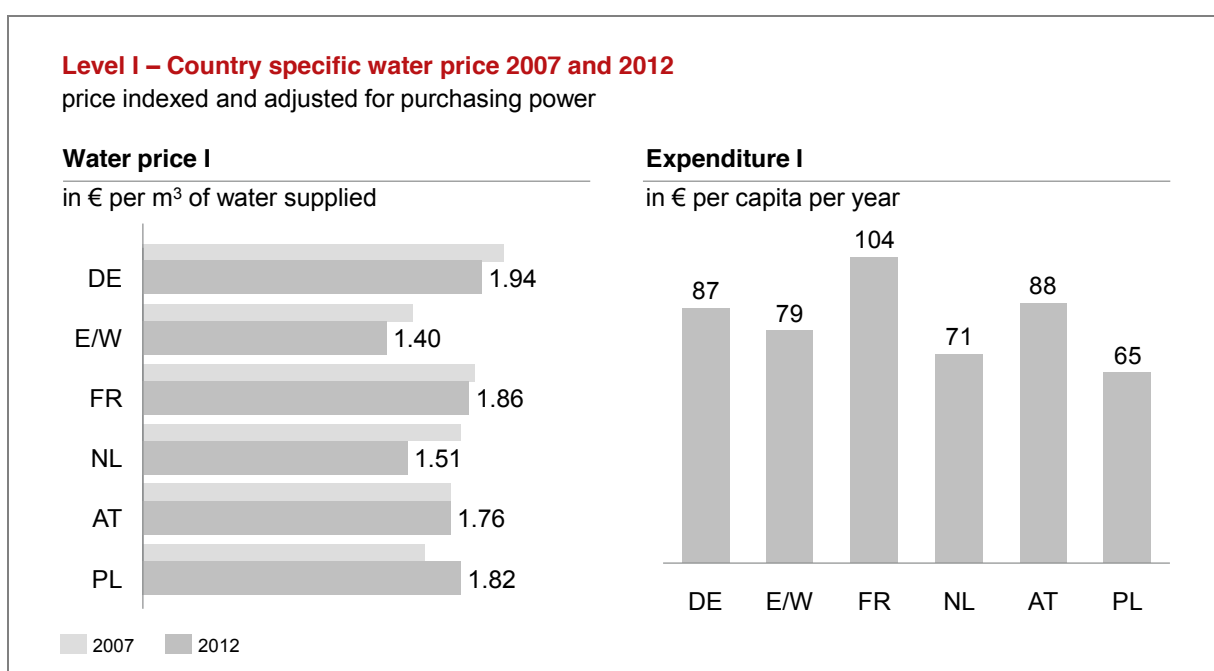 Level I – Country specific water price 2007 and 2012
price indexed and adjusted for purchasing power
Water price I
in € per m³ of water supplied
DE 1.94
E/W 1.40
FR 1.86
NL 1.51
AT 1.76
PL 1.82
2007 2012
Expenditure I
in € per capita per year
87 79 104 71 88 65
DE E/W FR NL AT PL